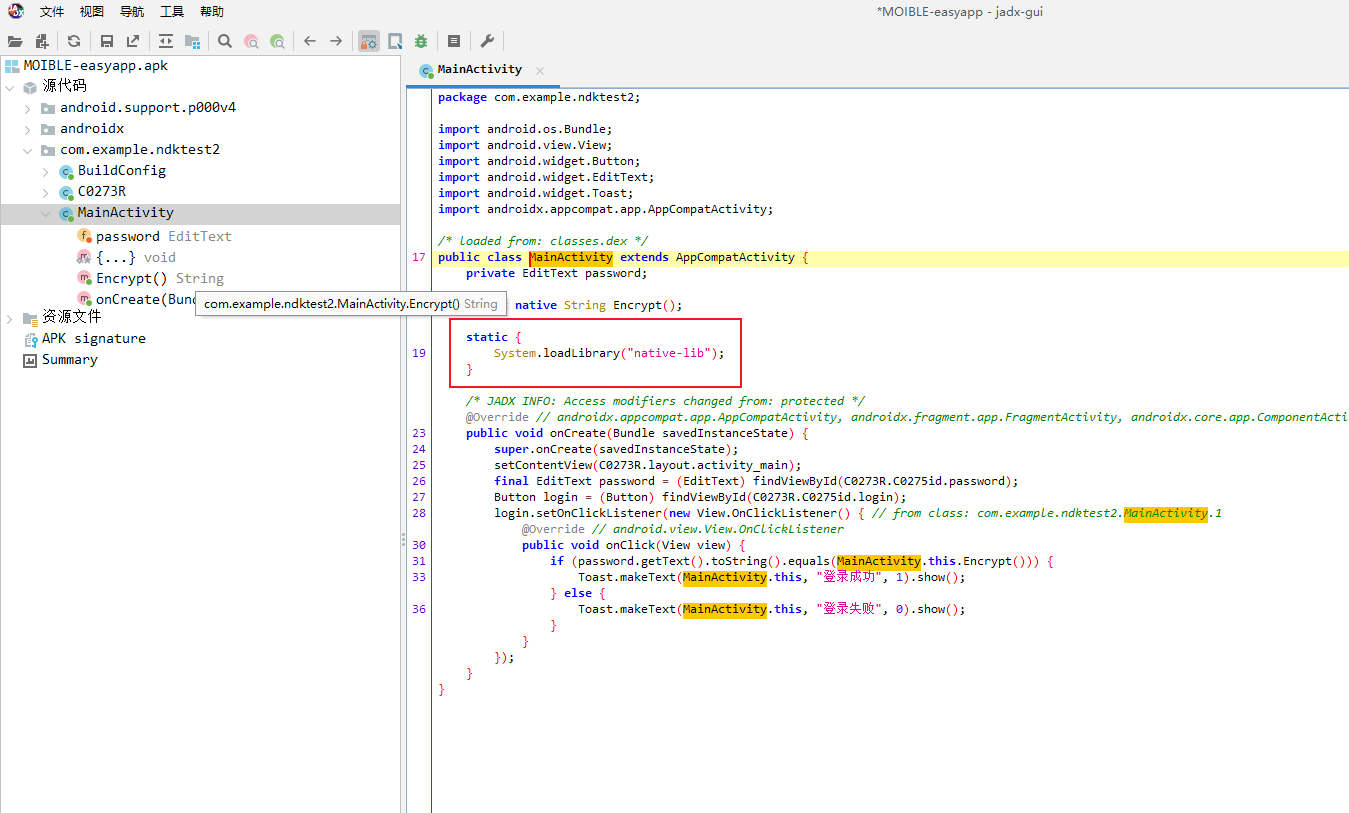 文件 视图 导航 工具 帮助
*MOIBLE-easyapp - jadx-gui
MOIBLE-easyapp.apk
源代码
android.support.p000v4
androidx
com.example.ndktest2
BuildConfig
C0273R
MainActivity
password EditText
{...} void
Encrypt() String
onCreate(Bund
com.example.ndktest2.MainActivity.Encrypt() String
资源文件
APK signature
Summary
MainActivity
package com.example.ndktest2;
import android.os.Bundle;
import android.view.View;
import android.widget.Button;
import android.widget.EditText;
import android.widget.Toast;
import androidx.appcompat.app.AppCompatActivity;
/* loaded from: classes.dex */
17 public class MainActivity extends AppCompatActivity {
private EditText password;
native String Encrypt();
static {
19 System.loadLibrary("native-lib");
}
/* JADX INFO: Access modifiers changed from: protected */
@Override // androidx.appcompat.app.AppCompatActivity, androidx.fragment.app.FragmentActivity, androidx.core.app.ComponentActi
23 public void onCreate(Bundle savedInstanceState) {
24 super.onCreate(savedInstanceState);
25 setContentView(C0273R.layout.activity_main);
26 final EditText password = (EditText) findViewById(C0273R.C0275id.password);
27 Button login = (Button) findViewById(C0273R.C0275id.login);
28 login.setOnClickListener(new View.OnClickListener() { // from class: com.example.ndktest2.MainActivity.1
@Override // android.view.View.OnClickListener
30 public void onClick(View view) {
31 if (password.getText().toString().equals(MainActivity.this.Encrypt())) {
33 Toast.makeText(MainActivity.this, "登录成功", 1).show();
} else {
36 Toast.makeText(MainActivity.this, "登录失败", 0).show();
}
}
});
}
}